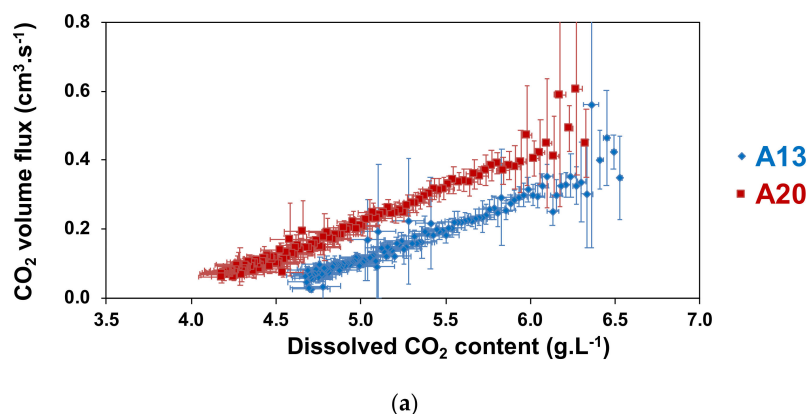 0.8
0.6
0.4
0.2
0.0
CO₂ volume flux (cm³.s⁻¹)
3.5 4.0 4.5 5.0 5.5 6.0 6.5 7.0
Dissolved CO₂ content (g.L⁻¹)
A13
A20
(a)